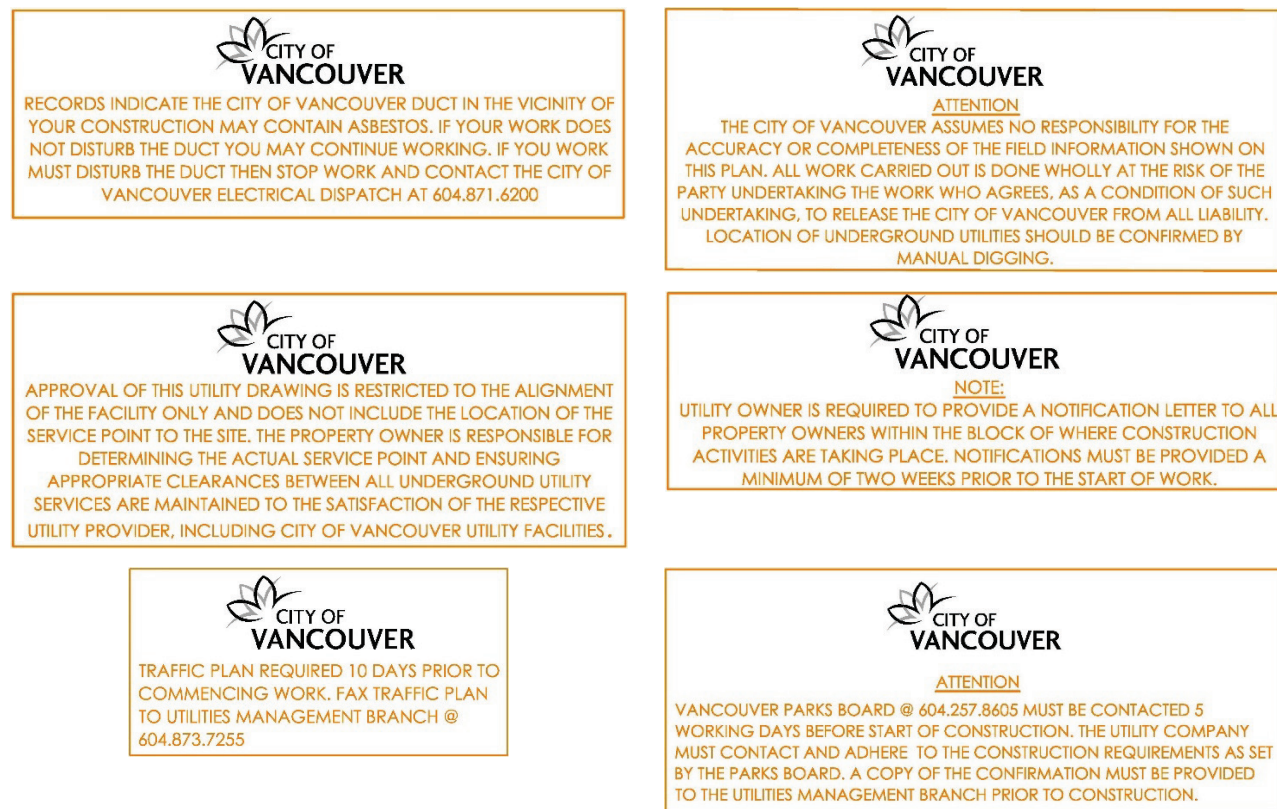 CITY OF
VANCOUVER
RECORDS INDICATE THE CITY OF VANCOUVER DUCT IN THE VICINITY OF
YOUR CONSTRUCTION MAY CONTAIN ASBESTOS. IF YOUR WORK DOES
NOT DISTURB THE DUCT YOU MAY CONTINUE WORKING. IF YOU WORK
MUST DISTURB THE DUCT THEN STOP WORK AND CONTACT THE CITY OF
VANCOUVER ELECTRICAL DISPATCH AT 604.871.6200
CITY OF
VANCOUVER
ATTENTION
THE CITY OF VANCOUVER ASSUMES NO RESPONSIBILITY FOR THE
ACCURACY OR COMPLETENESS OF THE FIELD INFORMATION SHOWN ON
THIS PLAN. ALL WORK CARRIED OUT IS DONE WHOLLY AT THE RISK OF THE
PARTY UNDERTAKING THE WORK WHO AGREES, AS A CONDITION OF SUCH
UNDERTAKING, TO RELEASE THE CITY OF VANCOUVER FROM ALL LIABILITY.
LOCATION OF UNDERGROUND UTILITIES SHOULD BE CONFIRMED BY
MANUAL DIGGING.
CITY OF
VANCOUVER
APPROVAL OF THIS UTILITY DRAWING IS RESTRICTED TO THE ALIGNMENT
OF THE FACILITY ONLY AND DOES NOT INCLUDE THE LOCATION OF THE
SERVICE POINT TO THE SITE. THE PROPERTY OWNER IS RESPONSIBLE FOR
DETERMINING THE ACTUAL SERVICE POINT AND ENSURING
APPROPRIATE CLEARANCES BETWEEN ALL UNDERGROUND UTILITY
SERVICES ARE MAINTAINED TO THE SATISFACTION OF THE RESPECTIVE
UTILITY PROVIDER, INCLUDING CITY OF VANCOUVER UTILITY FACILITIES.
CITY OF
VANCOUVER
NOTE:
UTILITY OWNER IS REQUIRED TO PROVIDE A NOTIFICATION LETTER TO ALL
PROPERTY OWNERS WITHIN THE BLOCK OF WHERE CONSTRUCTION
ACTIVITIES ARE TAKING PLACE. NOTIFICATIONS MUST BE PROVIDED A
MINIMUM OF TWO WEEKS PRIOR TO THE START OF WORK.
CITY OF
VANCOUVER
TRAFFIC PLAN REQUIRED 10 DAYS PRIOR TO
COMMENCING WORK. FAX TRAFFIC PLAN
TO UTILITIES MANAGEMENT BRANCH @
604.873.7255
CITY OF
VANCOUVER
ATTENTION
VANCOUVER PARKS BOARD @ 604.257.8605 MUST BE CONTACTED 5
WORKING DAYS BEFORE START OF CONSTRUCTION. THE UTILITY COMPANY
MUST CONTACT AND ADHERE TO THE CONSTRUCTION REQUIREMENTS AS SET
BY THE PARKS BOARD. A COPY OF THE CONFIRMATION MUST BE PROVIDED
TO THE UTILITIES MANAGEMENT BRANCH PRIOR TO CONSTRUCTION.